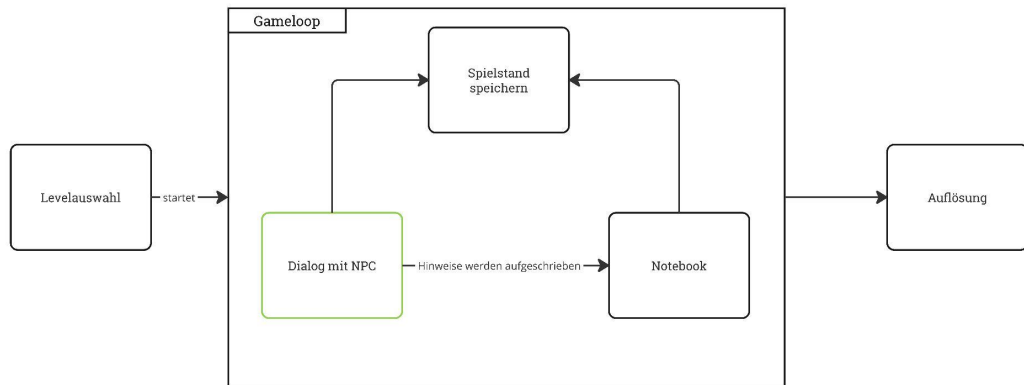 Gameloop
Spielstand
speichern
Levelauswahl
startet
Auflösung
Dialog mit NPC
Hinweise werden aufgeschrieben
Notebook